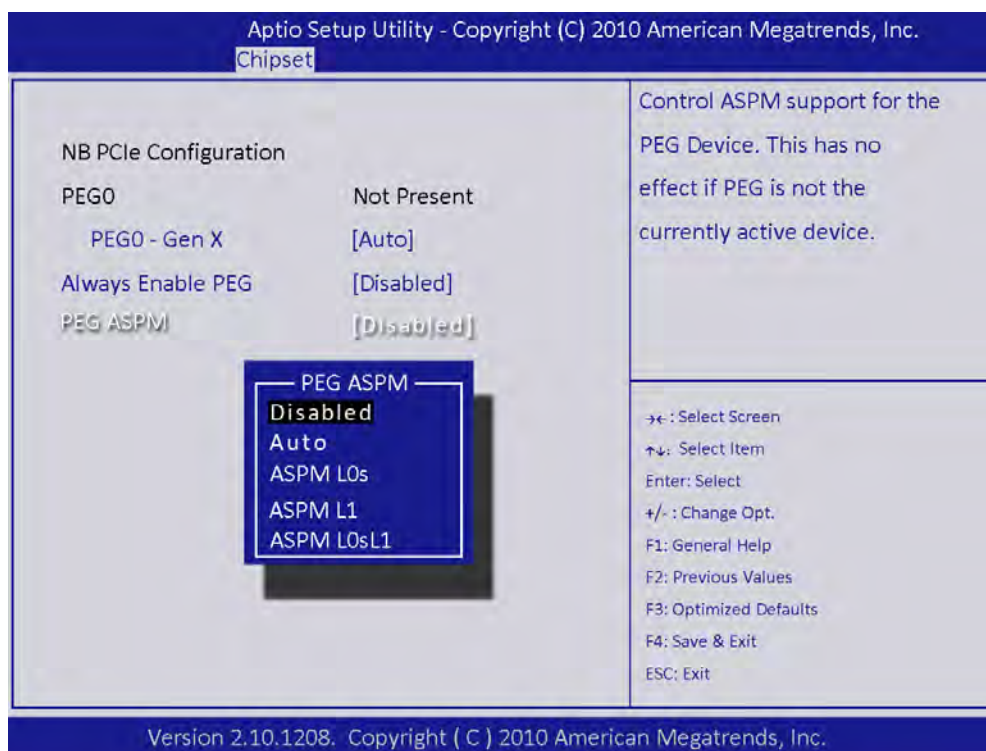 Aptio Setup Utility - Copyright (C) 2010 American Megatrends, Inc.
Chipset
NB PCIe Configuration
PEG0 Not Present
PEG0 - Gen X [Auto]
Always Enable PEG [Disabled]
PEG ASPM [Disabled]
PEG ASPM
Disabled
Auto
ASPM L0s
ASPM L1
ASPM L0sL1
Control ASPM support for the
PEG Device. This has no
effect if PEG is not the
currently active device.
→←: Select Screen
↑↓: Select Item
Enter: Select
+/- : Change Opt.
F1: General Help
F2: Previous Values
F3: Optimized Defaults
F4: Save & Exit
ESC: Exit
Version 2.10.1208. Copyright ( C ) 2010 American Megatrends, Inc.